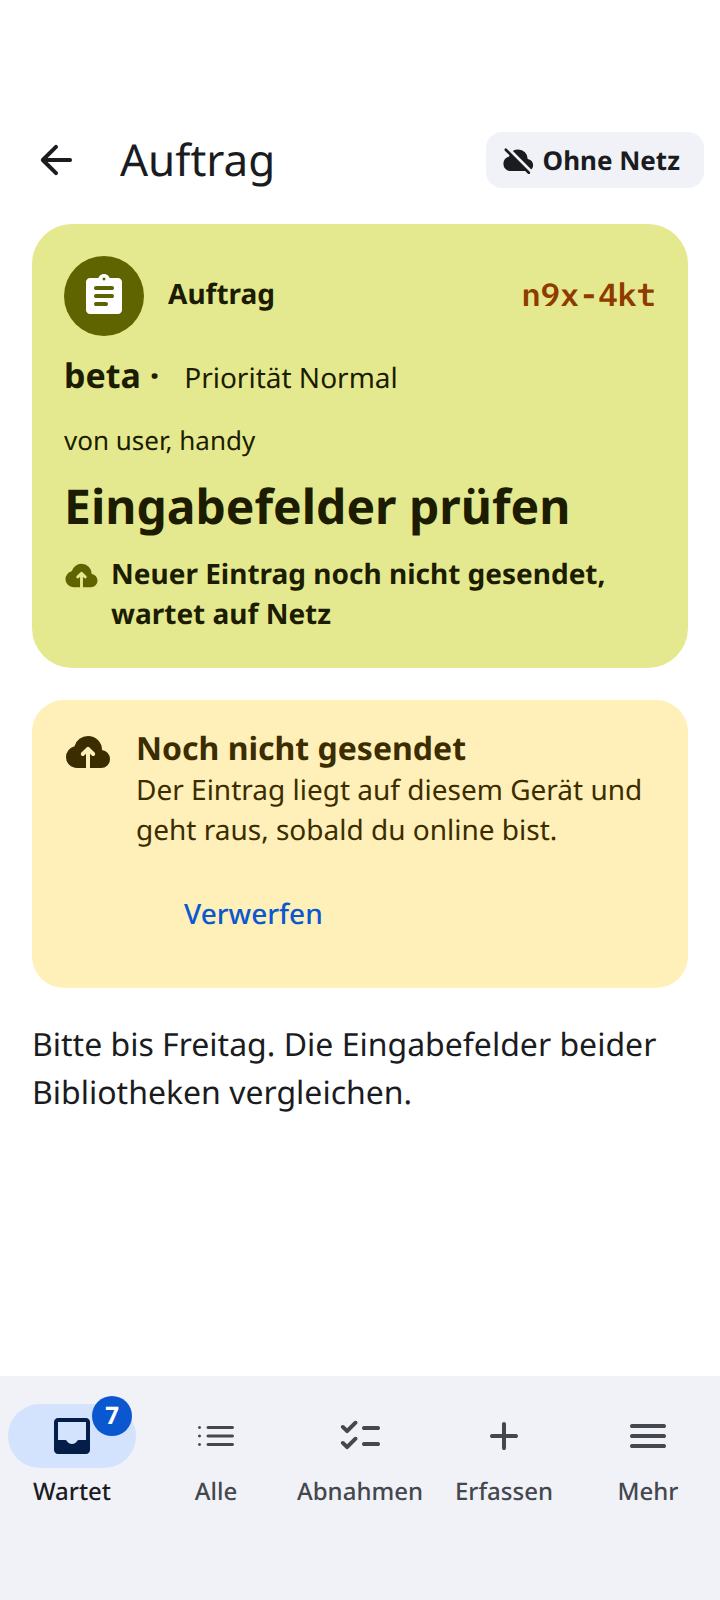 Auftrag
Ohne Netz
Auftrag
n9x-4kt
beta · Priorität Normal
von user, handy
Eingabefelder prüfen
Neuer Eintrag noch nicht gesendet,
wartet auf Netz
Noch nicht gesendet
Der Eintrag liegt auf diesem Gerät und
geht raus, sobald du online bist.
Verwerfen
Bitte bis Freitag. Die Eingabefelder beider
Bibliotheken vergleichen.
7
Wartet
Alle
Abnahmen
Erfassen
Mehr